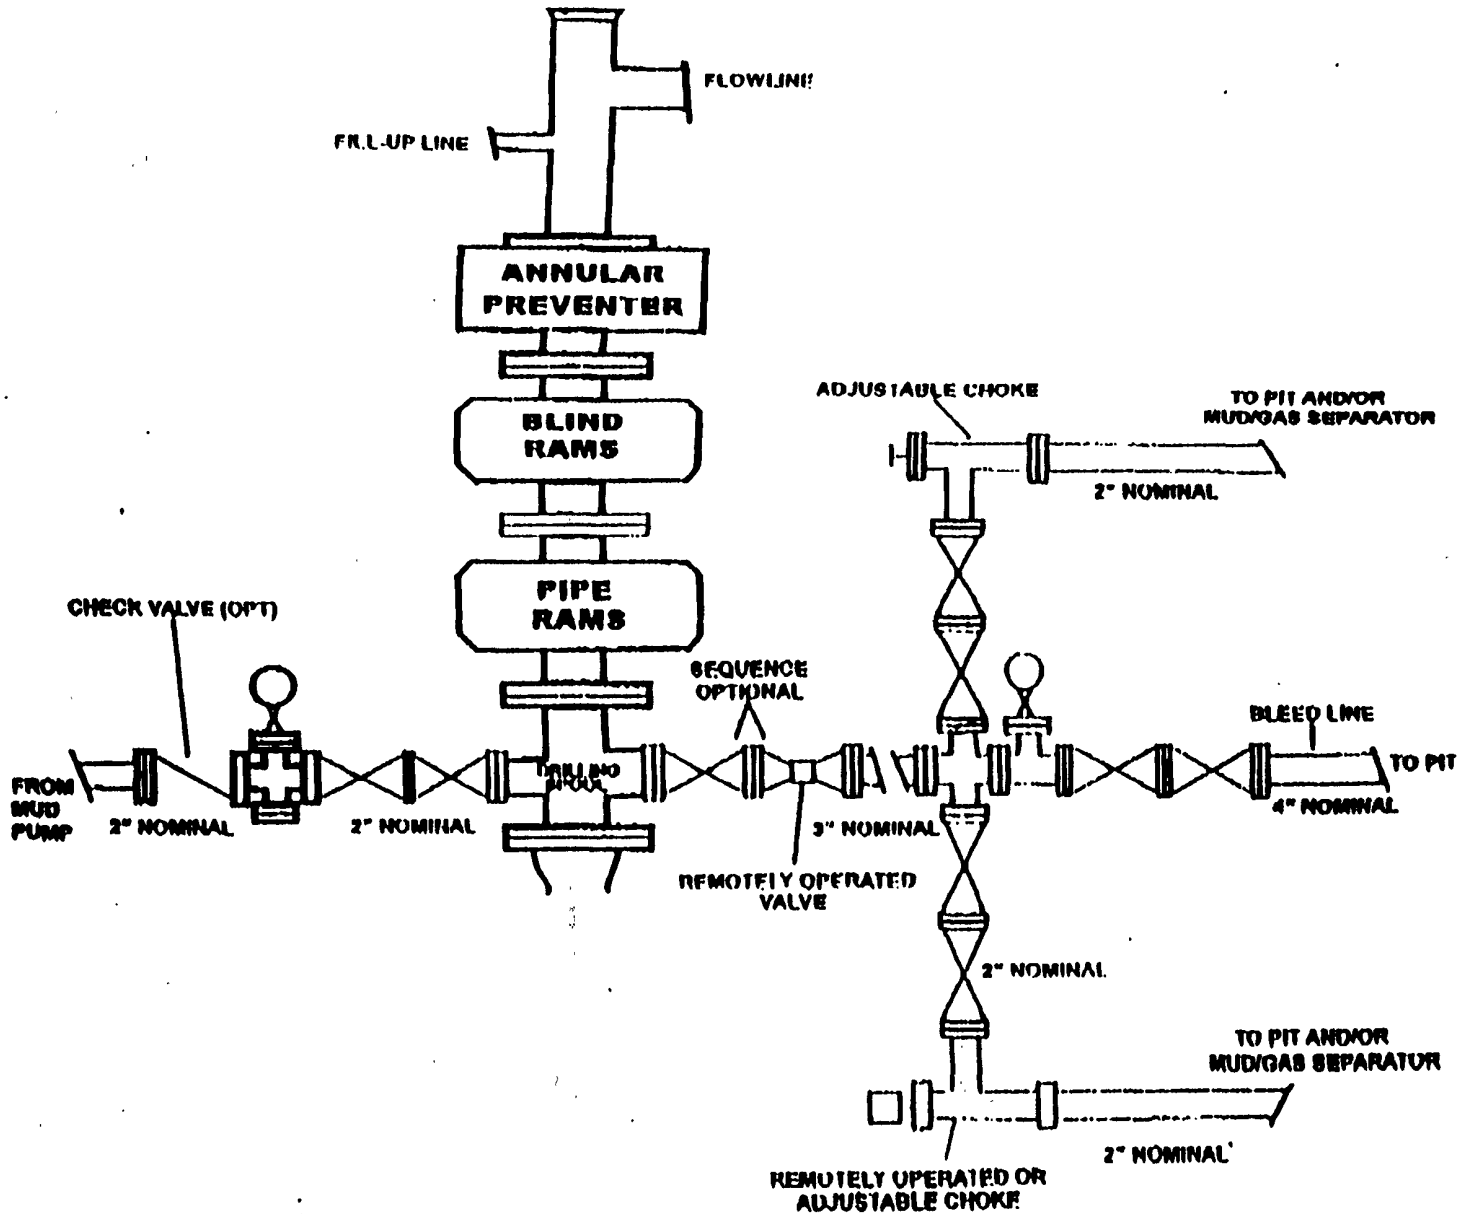 FLOWLINE
FILL-UP LINE
ANNULAR
PREVENTER
BLIND
RAMS
PIPE
RAMS
ADJUSTABLE CHOKE
TO PIT AND/OR
MUD/GAS SEPARATOR
2" NOMINAL
CHECK VALVE (OPT)
SEQUENCE
OPTIONAL
BLEED LINE
TO PIT
4" NOMINAL
FROM
MUD
PUMP
2" NOMINAL
2" NOMINAL
DRILLING
SPOOL
3" NOMINAL
REMOTELY OPERATED
VALVE
2" NOMINAL
TO PIT AND/OR
MUD/GAS SEPARATOR
2" NOMINAL
REMOTELY OPERATED OR
ADJUSTABLE CHOKE